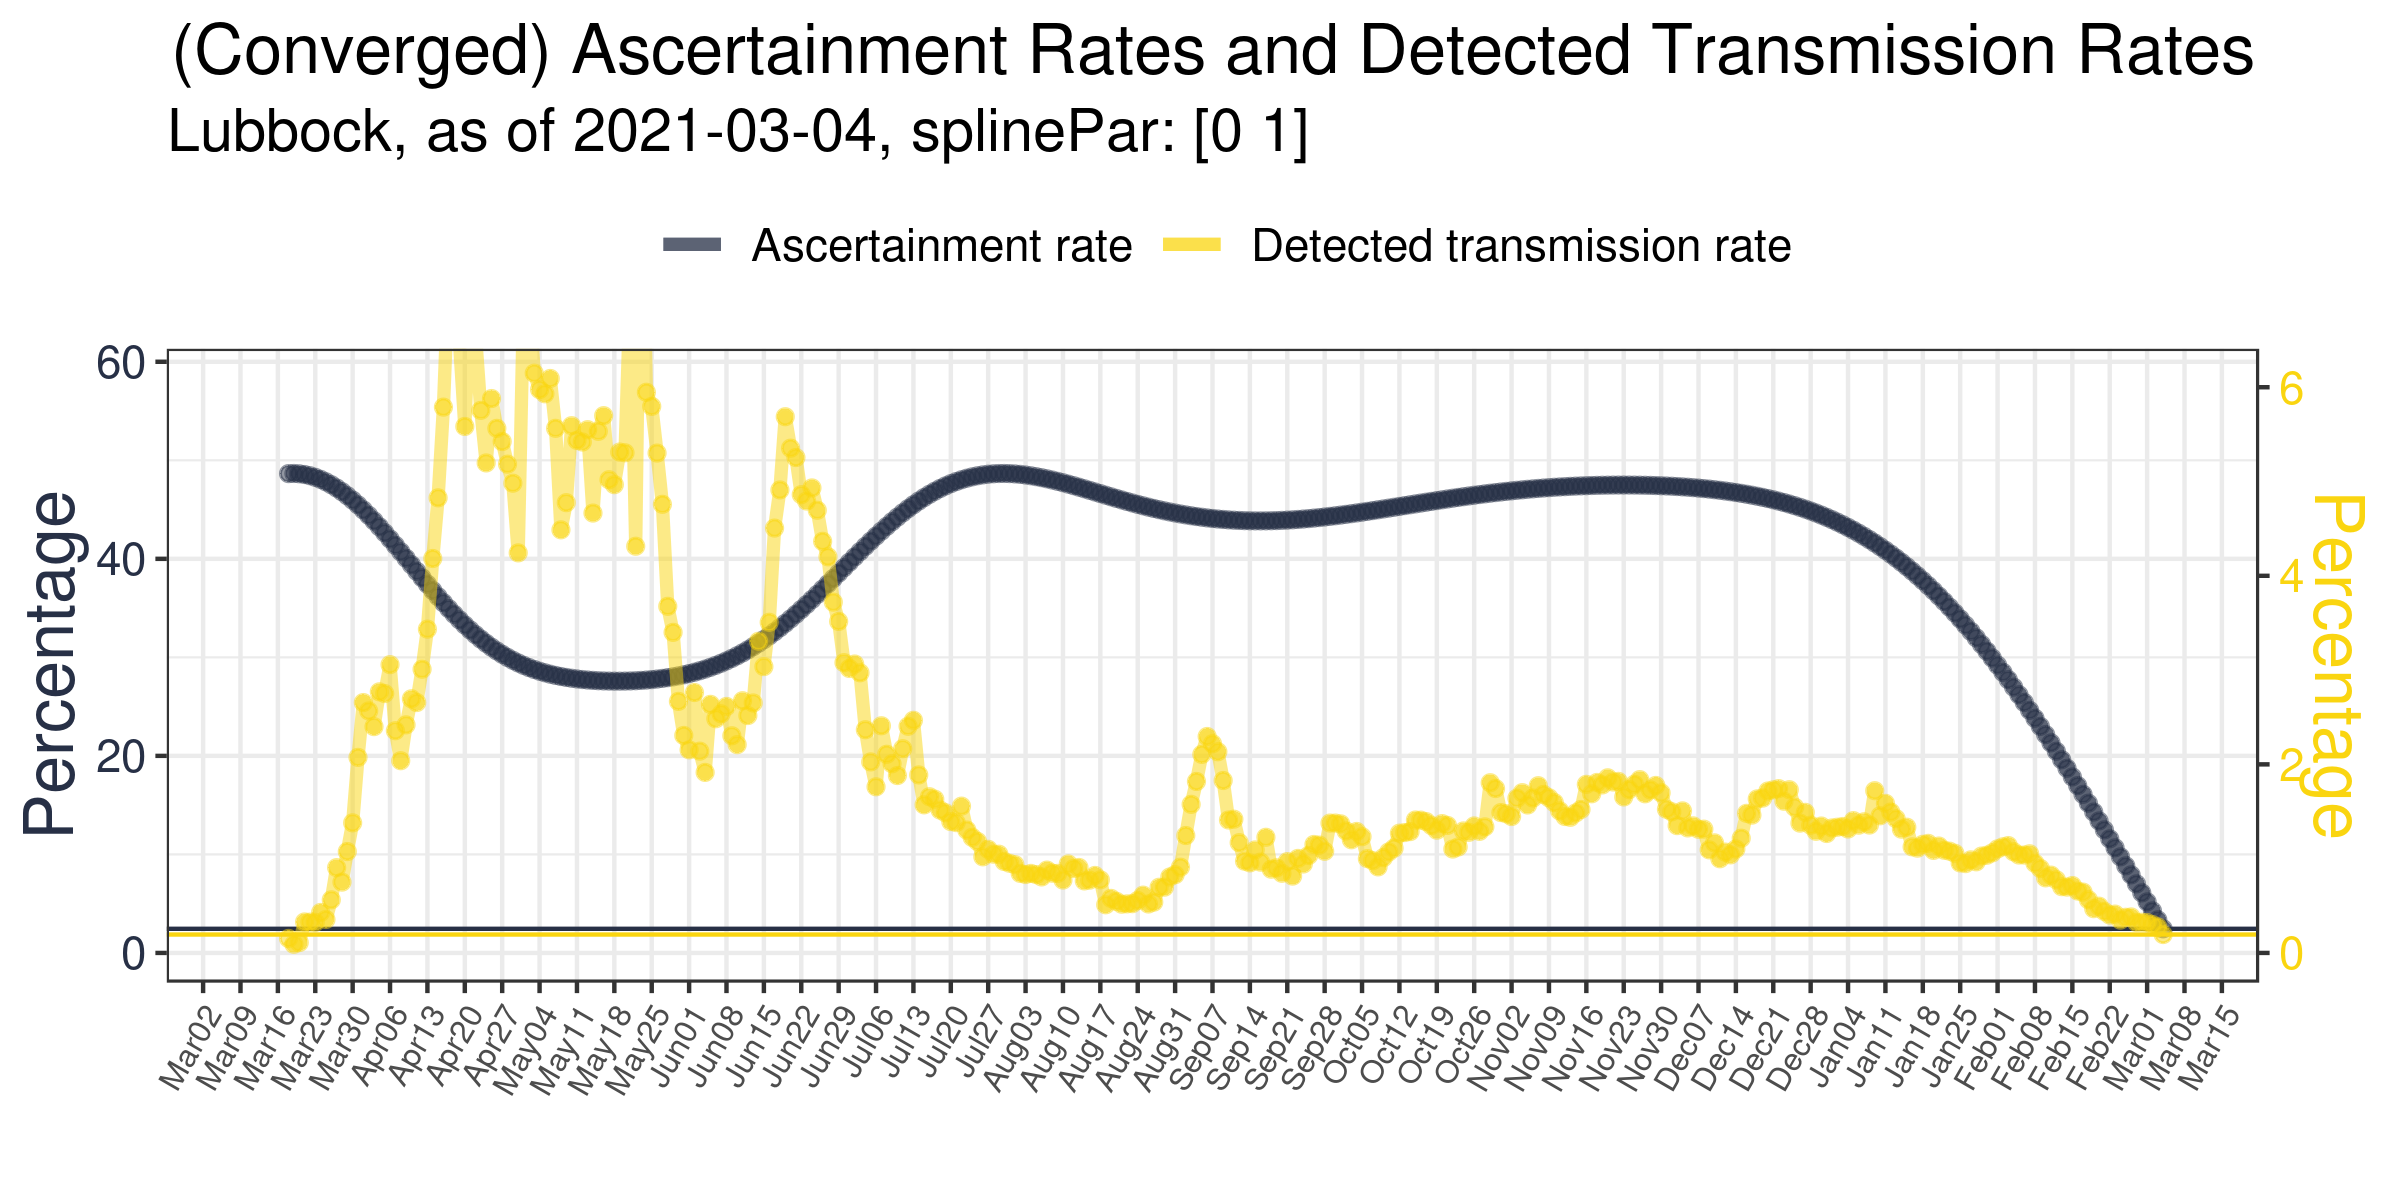 (Converged) Ascertainment Rates and Detected Transmission Rates
Lubbock, as of 2021-03-04, splinePar: [0 1]
Ascertainment rate
Detected transmission rate
Percentage
60
40
20
0
6
4
2
0
Percentage
Mar02
Mar09
Mar16
Mar23
Mar30
Apr06
Apr13
Apr20
Apr27
May04
May11
May18
May25
Jun01
Jun08
Jun15
Jun22
Jun29
Jul06
Jul13
Jul20
Jul27
Aug03
Aug10
Aug17
Aug24
Aug31
Sep07
Sep14
Sep21
Sep28
Oct05
Oct12
Oct19
Oct26
Nov02
Nov09
Nov16
Nov23
Nov30
Dec07
Dec14
Dec21
Dec28
Jan04
Jan11
Jan18
Jan25
Feb01
Feb08
Feb15
Feb22
Mar01
Mar08
Mar15